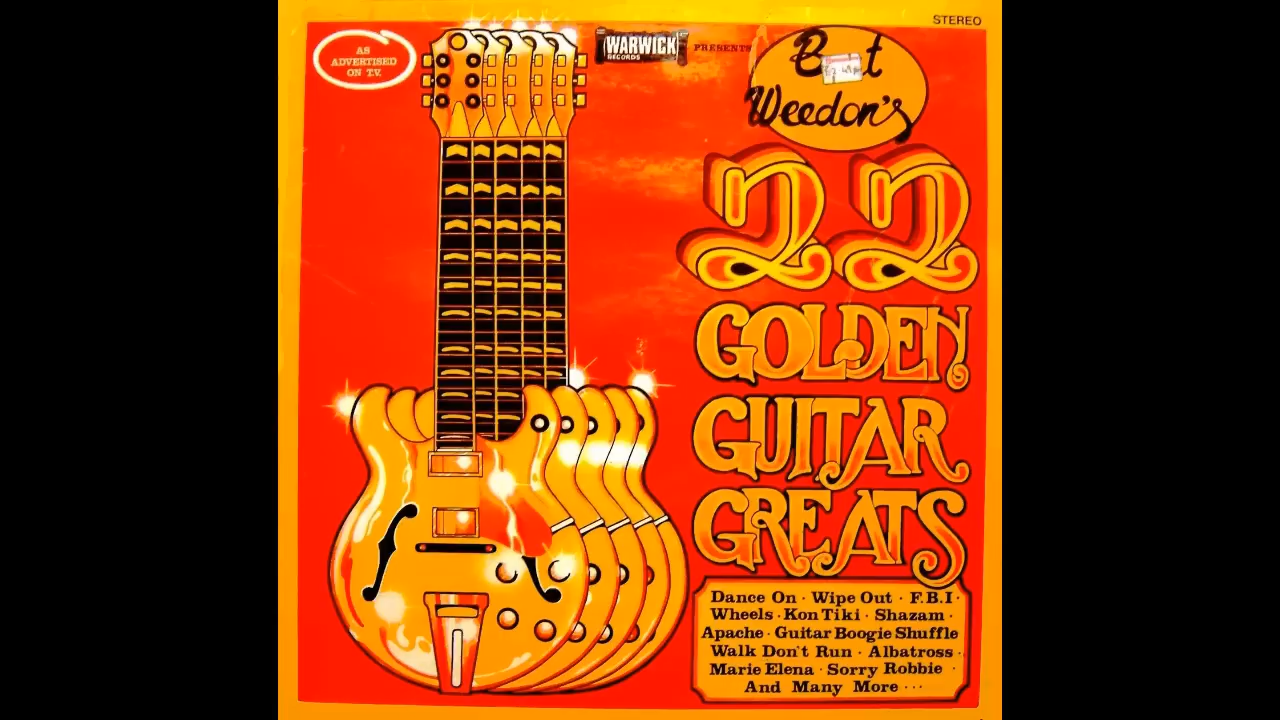 STEREO
AS
ADVERTISED
ON T.V.
WARWICK
RECORDS
PRESENTS
Weedon's
22
GOLDEN
GUITAR
GREATS
Dance On · Wipe Out · F.B.I ·
Wheels · Kon Tiki · Shazam ·
Apache · Guitar Boogie Shuffle
Walk Don't Run · Albatross ·
Marie Elena · Sorry Robbie ·
And Many More ···